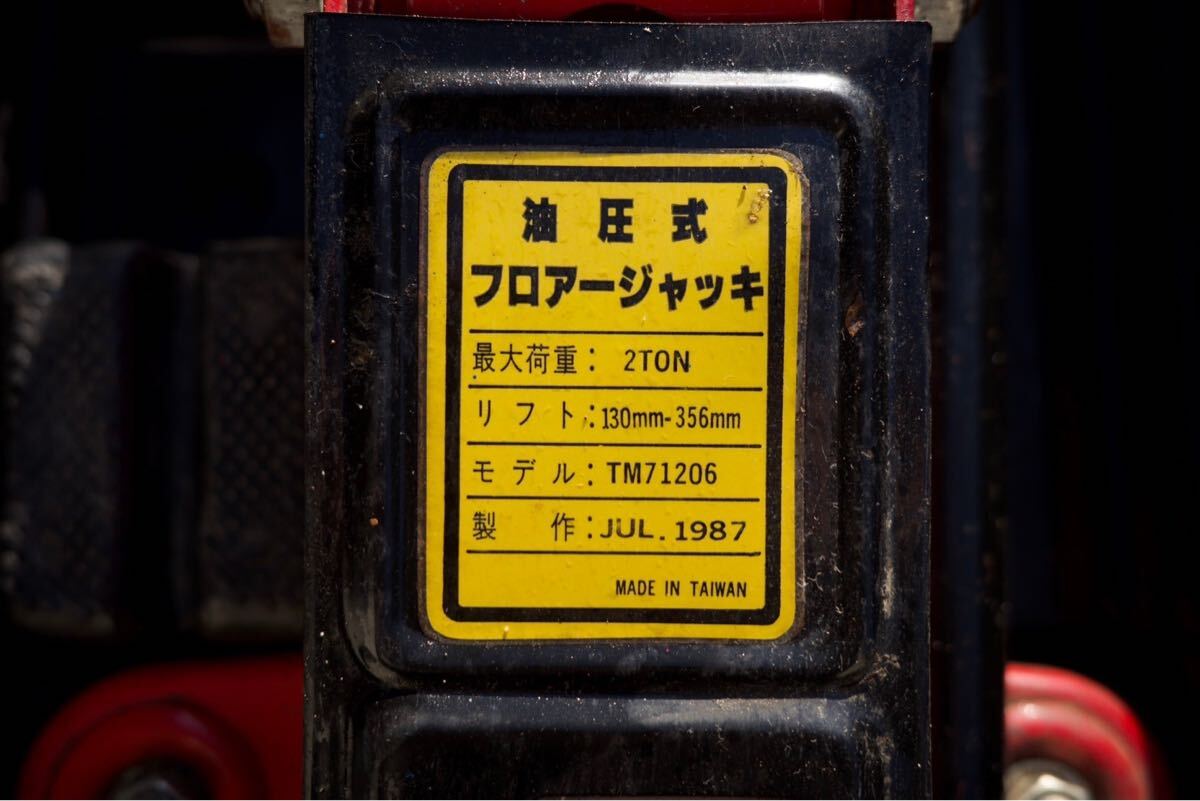 油圧式
フロアージャッキ
最大荷重: 2TON
リフト:130mm-356mm
モデル:TM71206
製作:JUL.1987
MADE IN TAIWAN